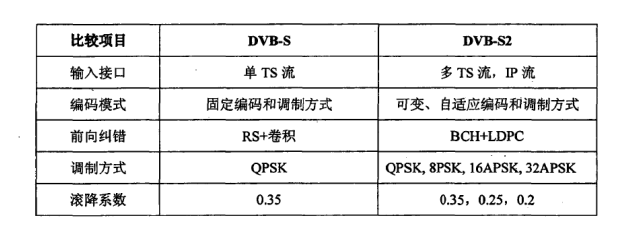 比较项目 DVB-S DVB-S2
输入接口 单 TS 流 多 TS 流，IP 流
编码模式 固定编码和调制方式 可变、自适应编码和调制方式
前向纠错 RS+卷积 BCH+LDPC
调制方式 QPSK QPSK, 8PSK, 16APSK, 32APSK
滚降系数 0.35 0.35，0.25，0.2